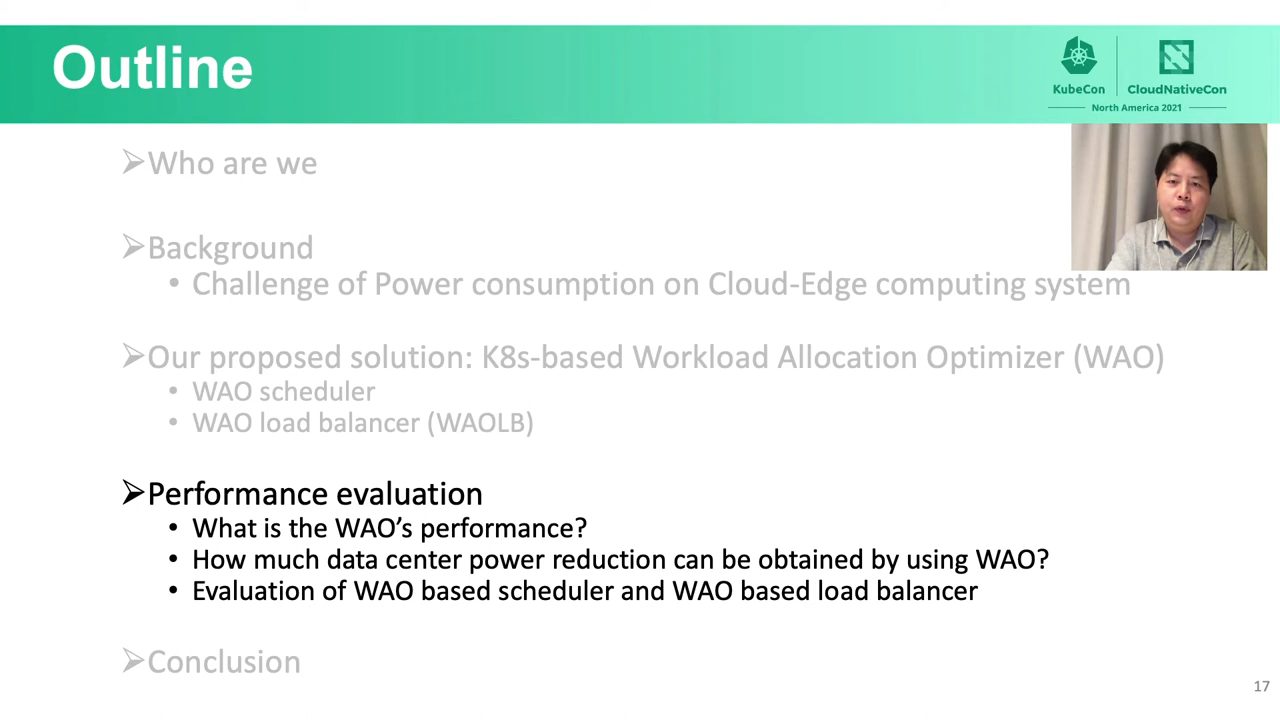 Outline
KubeCon
CloudNativeCon
North America 2021
➢Who are we
➢Background
• Challenge of Power consumption on Cloud-Edge computing system
➢Our proposed solution: K8s-based Workload Allocation Optimizer (WAO)
• WAO scheduler
• WAO load balancer (WAOLB)
➢Performance evaluation
• What is the WAO’s performance?
• How much data center power reduction can be obtained by using WAO?
• Evaluation of WAO based scheduler and WAO based load balancer
➢Conclusion
17